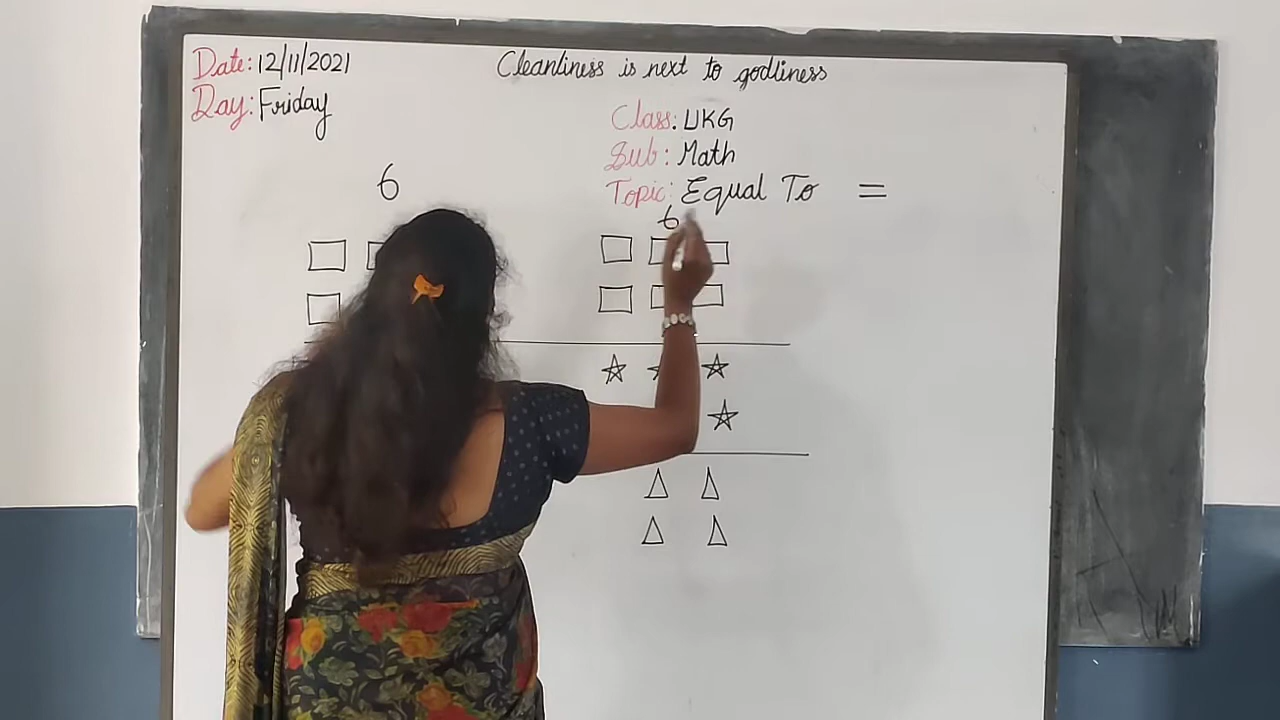 Date: 12/11/2021
Day: Friday
Cleanliness is next to godliness
Class: UKG
Sub: Math
Topic: Equal To =
6
6